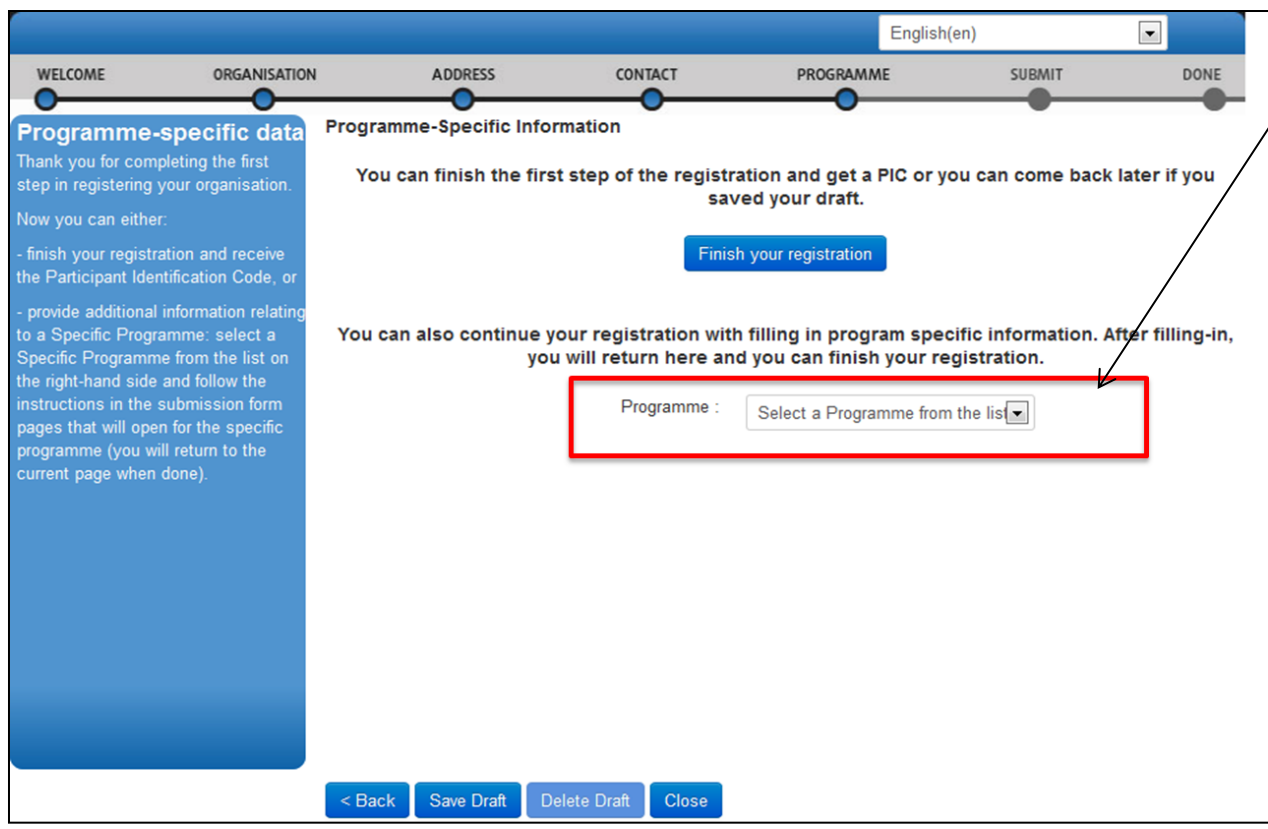 English(en)
WELCOME
ORGANISATION
ADDRESS
CONTACT
PROGRAMME
SUBMIT
DONE
Programme-specific data
Thank you for completing the first
step in registering your organisation.
Now you can either:
- finish your registration and receive
the Participant Identification Code, or
- provide additional information relating
to a Specific Programme: select a
Specific Programme from the list on
the right-hand side and follow the
instructions in the submission form
pages that will open for the specific
programme (you will return to the
current page when done).
Programme-Specific Information
You can finish the first step of the registration and get a PIC or you can come back later if you
saved your draft.
Finish your registration
You can also continue your registration with filling in program specific information. After filling-in,
you will return here and you can finish your registration.
Programme :
Select a Programme from the list
< Back
Save Draft
Delete Draft
Close